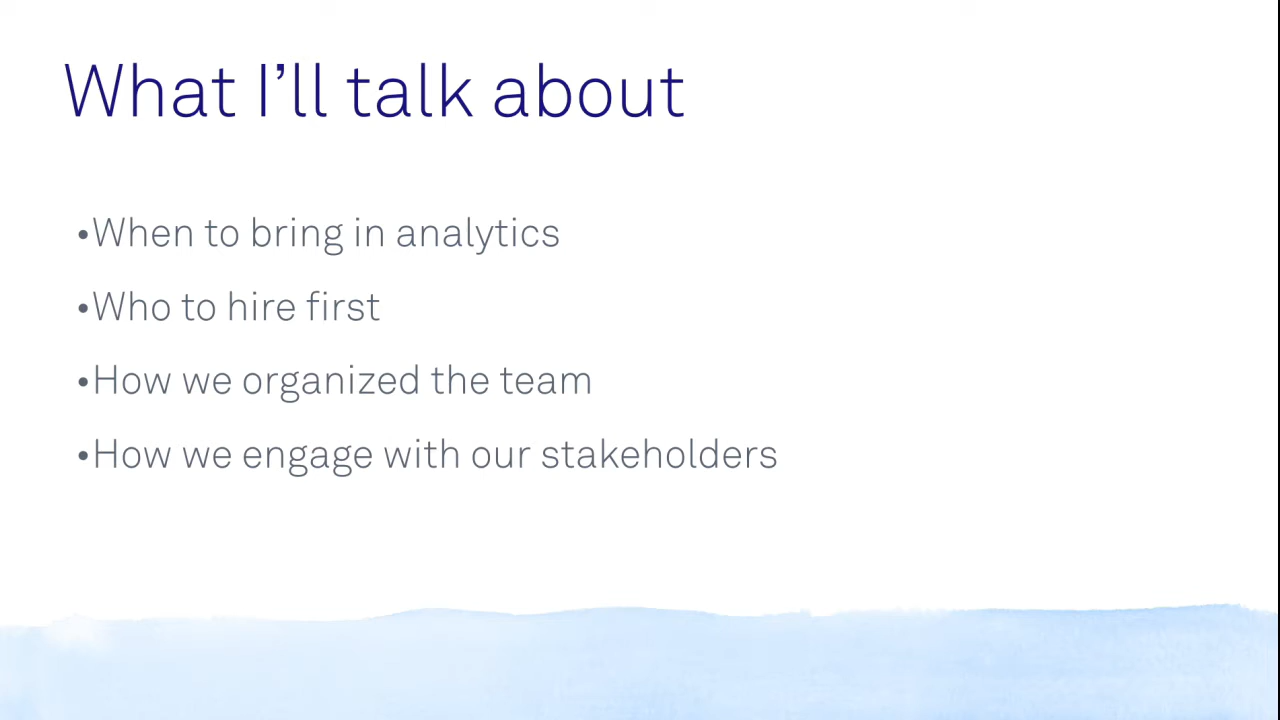 What I’ll talk about
•When to bring in analytics
•Who to hire first
•How we organized the team
•How we engage with our stakeholders